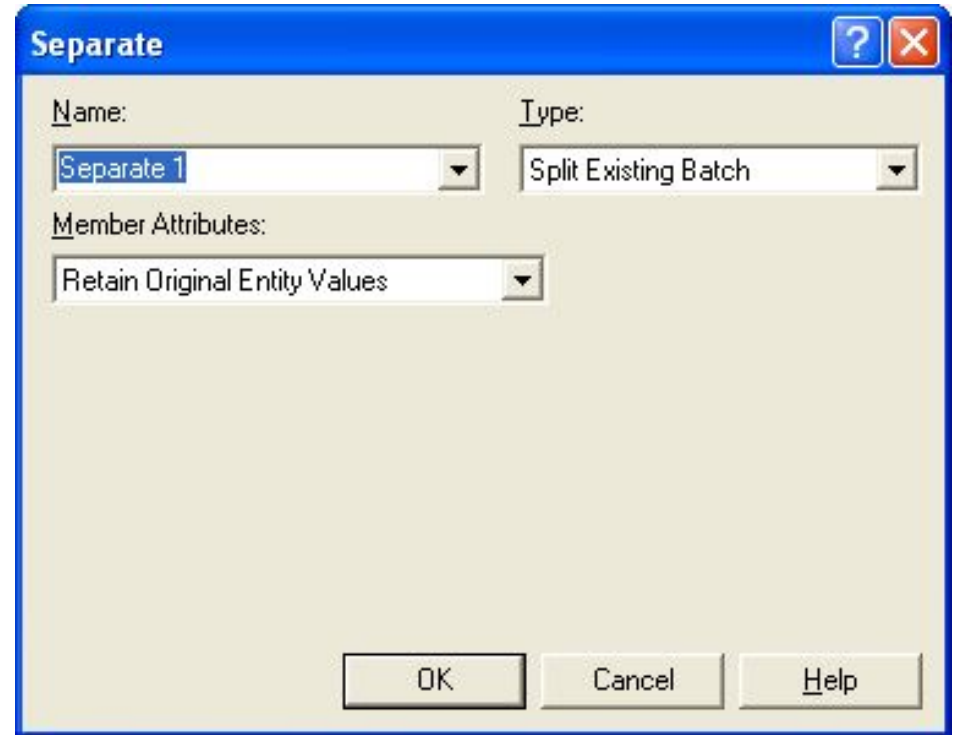 Separate
Name: Type:
Separate 1 Split Existing Batch
Member Attributes:
Retain Original Entity Values
OK Cancel Help